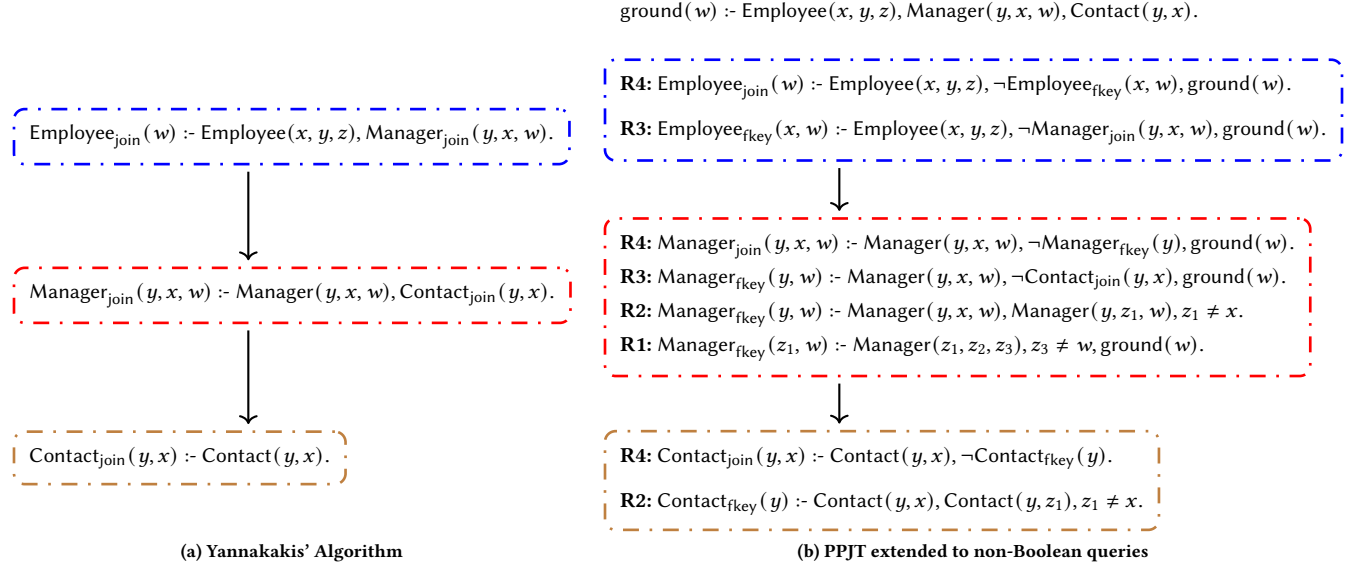 ground(w) :- Employee(x, y, z), Manager(y, x, w), Contact(y, x).
Employee_join(w) :- Employee(x, y, z), Manager_join(y, x, w).
Manager_join(y, x, w) :- Manager(y, x, w), Contact_join(y, x).
Contact_join(y, x) :- Contact(y, x).
(a) Yannakakis' Algorithm
R4: Employee_join(w) :- Employee(x, y, z), ¬Employee_fkey(x, w), ground(w).
R3: Employee_fkey(x, w) :- Employee(x, y, z), ¬Manager_join(y, x, w), ground(w).
R4: Manager_join(y, x, w) :- Manager(y, x, w), ¬Manager_fkey(y), ground(w).
R3: Manager_fkey(y, w) :- Manager(y, x, w), ¬Contact_join(y, x), ground(w).
R2: Manager_fkey(y, w) :- Manager(y, x, w), Manager(y, z₁, w), z₁ ≠ x.
R1: Manager_fkey(z₁, w) :- Manager(z₁, z₂, z₃), z₃ ≠ w, ground(w).
R4: Contact_join(y, x) :- Contact(y, x), ¬Contact_fkey(y).
R2: Contact_fkey(y) :- Contact(y, x), Contact(y, z₁), z₁ ≠ x.
(b) PPJT extended to non-Boolean queries